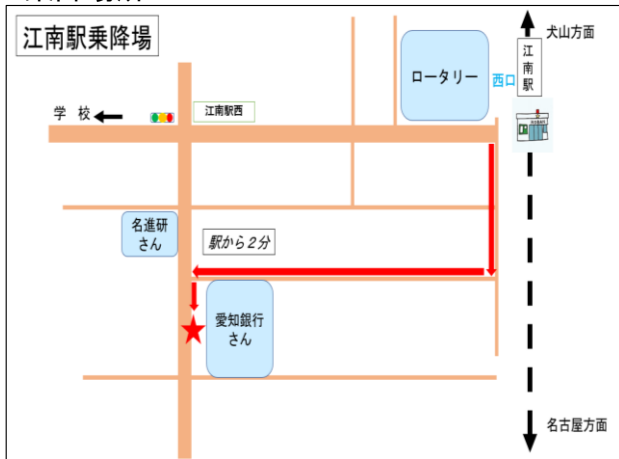 江南駅乗降場
犬山方面
江南駅
ロータリー
西口
学 校
江南駅西
名進研
さん
駅から2分
愛知銀行
さん
名古屋方面